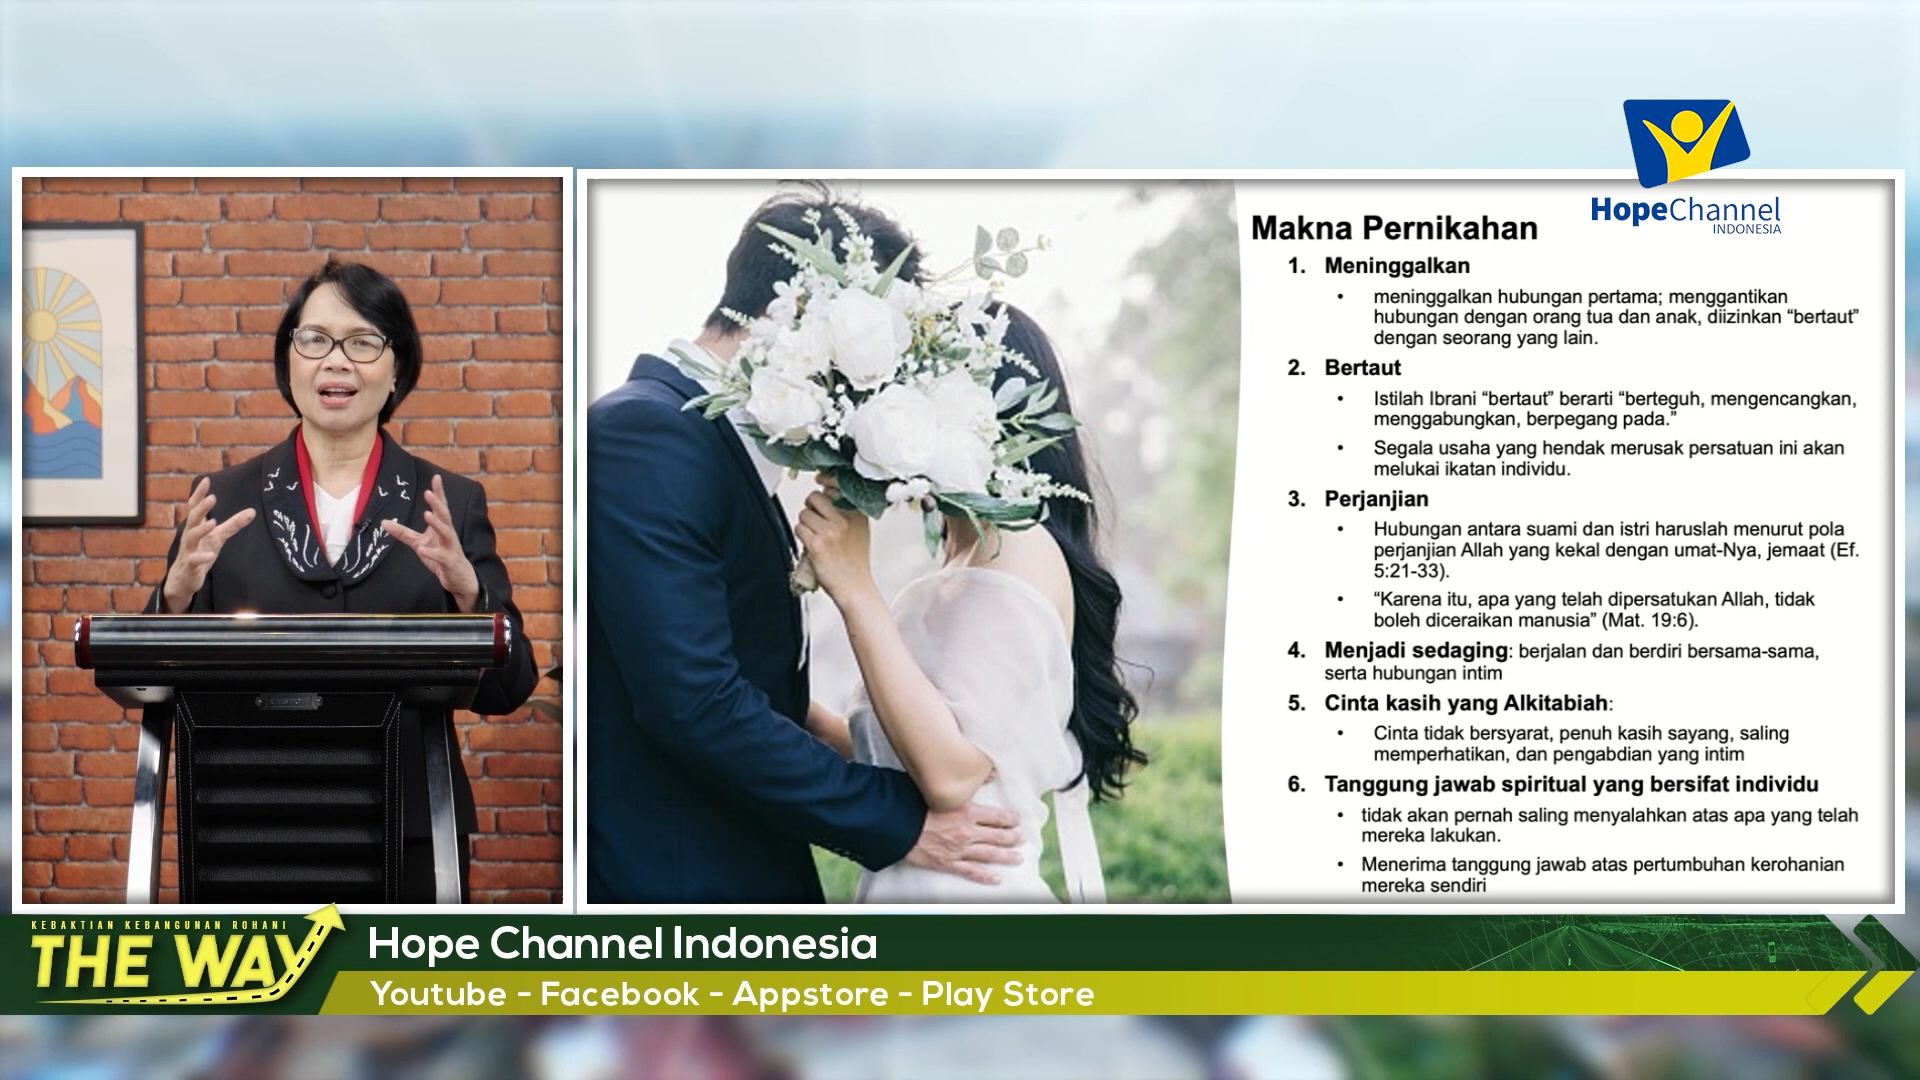 HopeChannel
INDONESIA
Makna Pernikahan
1. Meninggalkan
• meninggalkan hubungan pertama; menggantikan
hubungan dengan orang tua dan anak, diizinkan “bertaut”
dengan seorang yang lain.
2. Bertaut
• Istilah Ibrani “bertaut” berarti “berteguh, mengencangkan,
menggabungkan, berpegang pada.”
• Segala usaha yang hendak merusak persatuan ini akan
melukai ikatan individu.
3. Perjanjian
• Hubungan antara suami dan istri haruslah menurut pola
perjanjian Allah yang kekal dengan umat-Nya, jemaat (Ef.
5:21-33).
• “Karena itu, apa yang telah dipersatukan Allah, tidak
boleh diceraikan manusia” (Mat. 19:6).
4. Menjadi sedaging: berjalan dan berdiri bersama-sama,
serta hubungan intim
5. Cinta kasih yang Alkitabiah:
• Cinta tidak bersyarat, penuh kasih sayang, saling
memperhatikan, dan pengabdian yang intim
6. Tanggung jawab spiritual yang bersifat individu
• tidak akan pernah saling menyalahkan atas apa yang telah
mereka lakukan.
• Menerima tanggung jawab atas pertumbuhan kerohanian
mereka sendiri
KEBAKTIAN KEBANGUNAN ROHANI
THE WAY
Hope Channel Indonesia
Youtube - Facebook - Appstore - Play Store